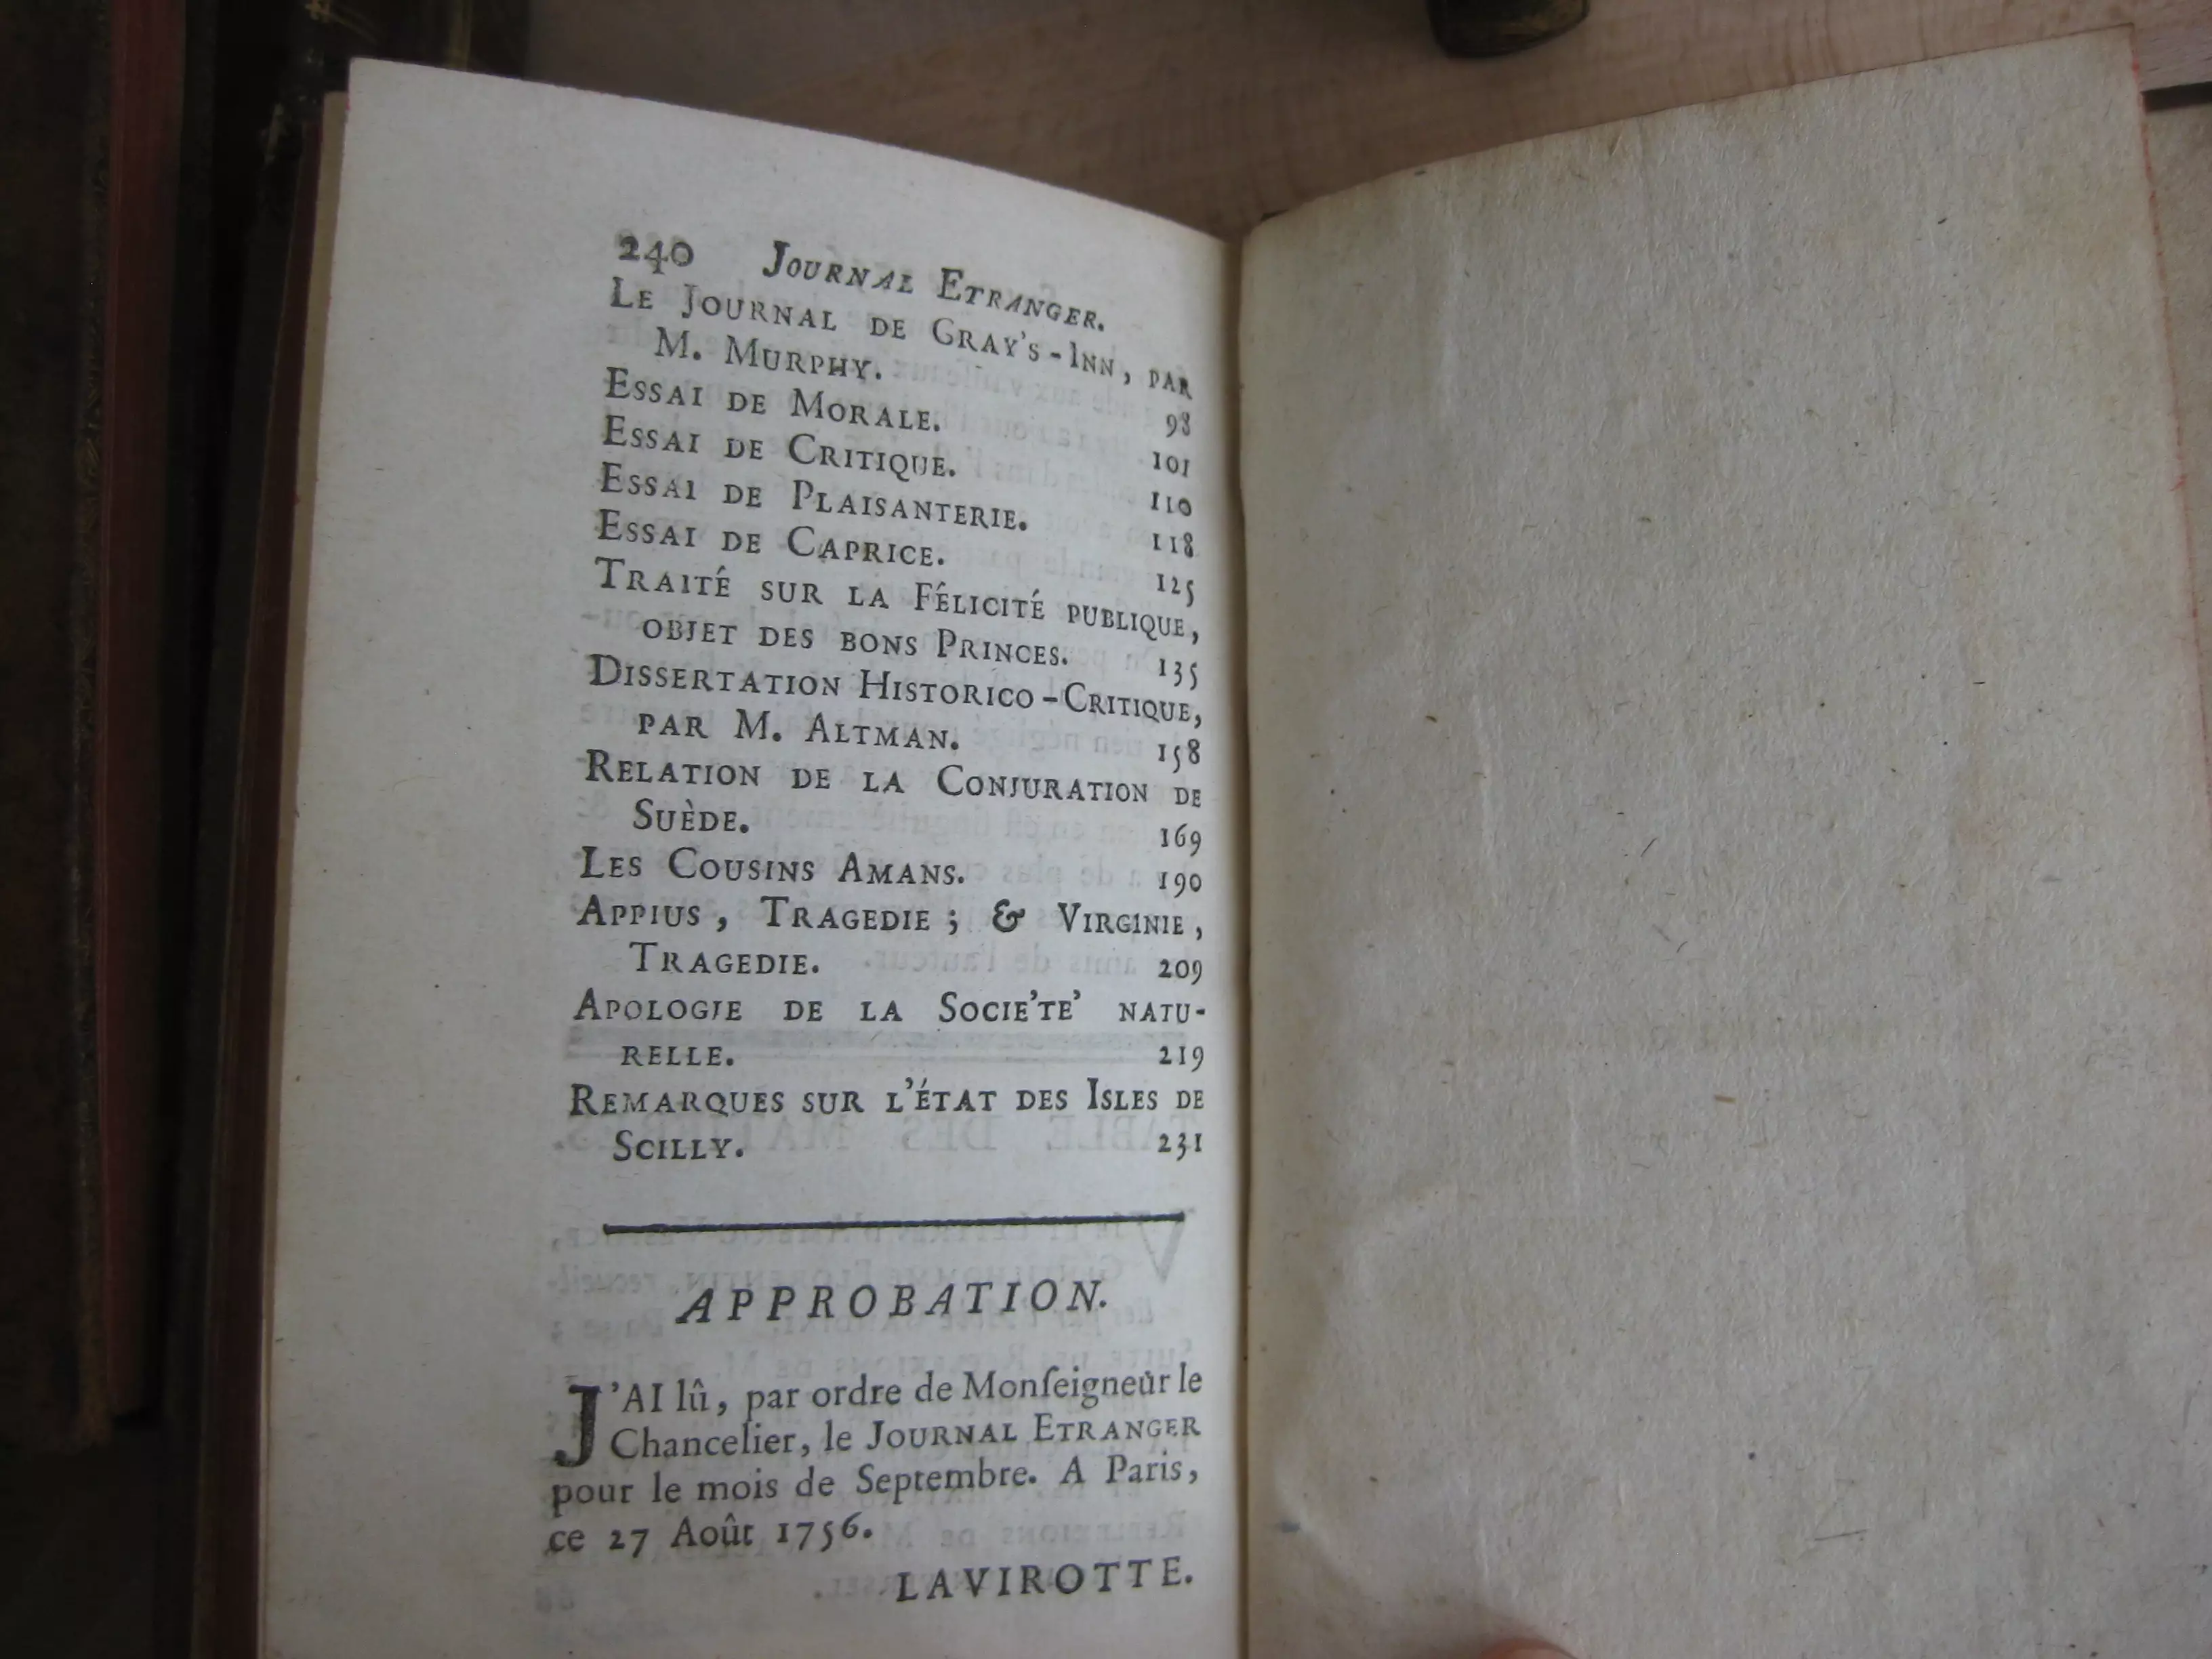 240 JOURNAL ETRANGER.
LE JOURNAL DE GRAY'S-INN, PAR
M. MURPHY. 98
ESSAI DE MORALE. 101
ESSAI DE CRITIQUE. 110
ESSAI DE PLAISANTERIE. 118
ESSAI DE CAPRICE. 125
TRAITÉ SUR LA FÉLICITÉ PUBLIQUE,
OBJET DES BONS PRINCES. 135
DISSERTATION HISTORICO-CRITIQUE,
PAR M. ALTMAN. 158
RELATION DE LA CONJURATION DE
SUÈDE. 169
LES COUSINS AMANS. 190
APPIUS, TRAGEDIE; & VIRGINIE,
TRAGEDIE. 209
APOLOGIE DE LA SOCIE'TE' NATU-
RELLE. 219
REMARQUES SUR L'ÉTAT DES ISLES DE
SCILLY. 231
APPROBATION.
J'AI lû, par ordre de Monſeigneur le
Chancelier, le JOURNAL ETRANGER
pour le mois de Septembre. A Paris,
ce 27 Août 1756.
LAVIROTTE.